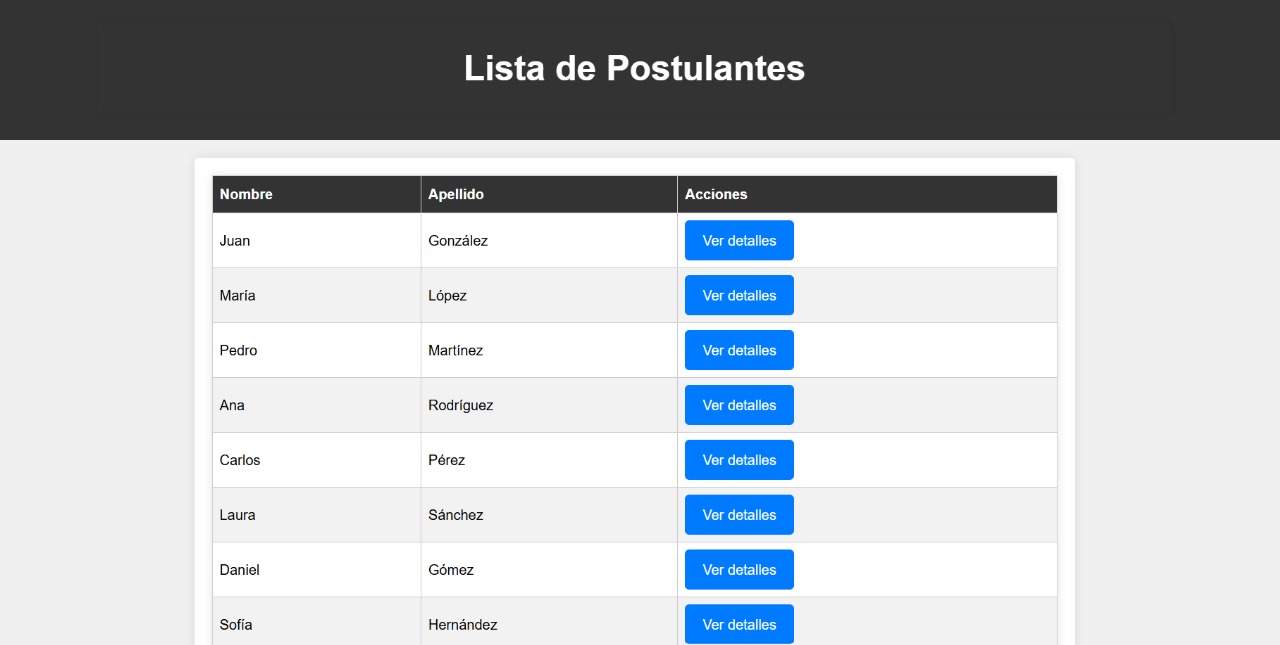 Lista de Postulantes
Nombre Apellido Acciones
Juan González Ver detalles
María López Ver detalles
Pedro Martínez Ver detalles
Ana Rodríguez Ver detalles
Carlos Pérez Ver detalles
Laura Sánchez Ver detalles
Daniel Gómez Ver detalles
Sofía Hernández Ver detalles